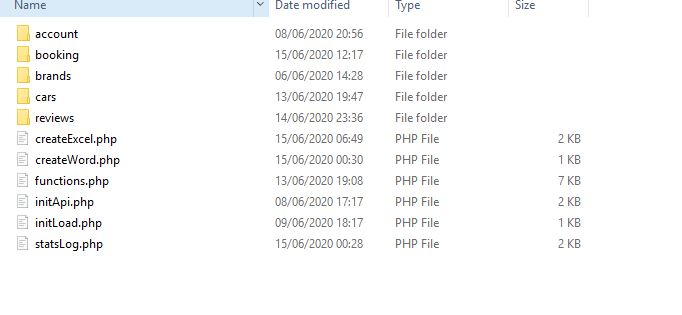 Name Date modified Type Size
account 08/06/2020 20:56 File folder
booking 15/06/2020 12:17 File folder
brands 06/06/2020 14:28 File folder
cars 13/06/2020 19:47 File folder
reviews 14/06/2020 23:36 File folder
createExcel.php 15/06/2020 06:49 PHP File 2 KB
createWord.php 15/06/2020 00:30 PHP File 1 KB
functions.php 13/06/2020 19:08 PHP File 7 KB
initApi.php 08/06/2020 17:17 PHP File 2 KB
initLoad.php 09/06/2020 18:17 PHP File 1 KB
statsLog.php 15/06/2020 00:28 PHP File 2 KB